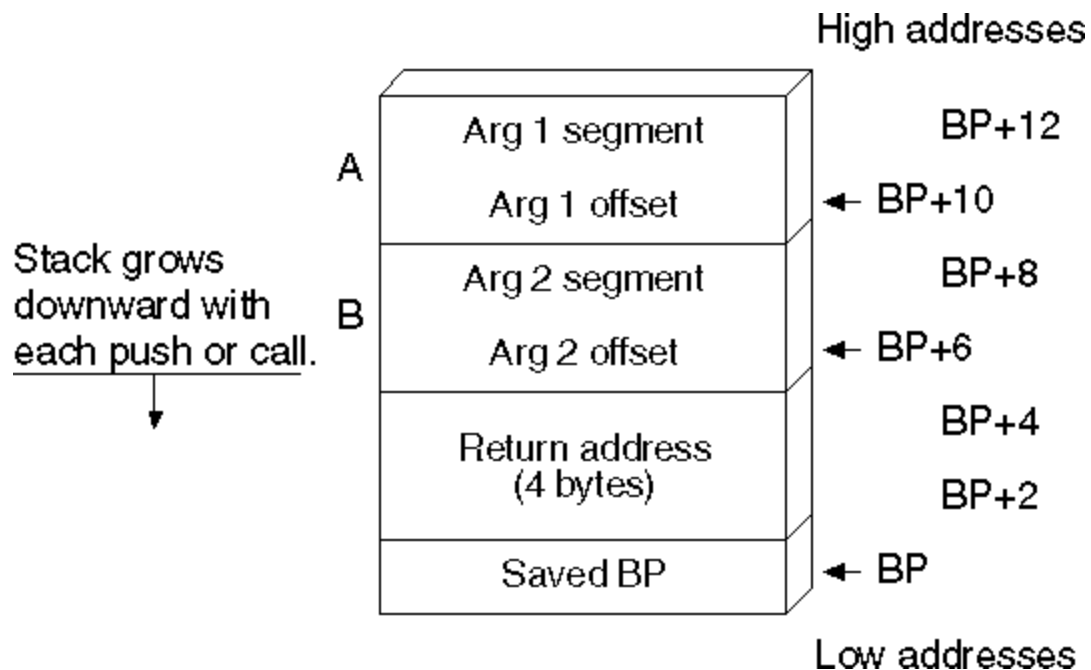 High addresses
Arg 1 segment
BP+12
A
Arg 1 offset
BP+10
Stack grows
downward with
each push or call.
Arg 2 segment
BP+8
B
Arg 2 offset
BP+6
Return address
(4 bytes)
BP+4
BP+2
Saved BP
BP
Low addresses